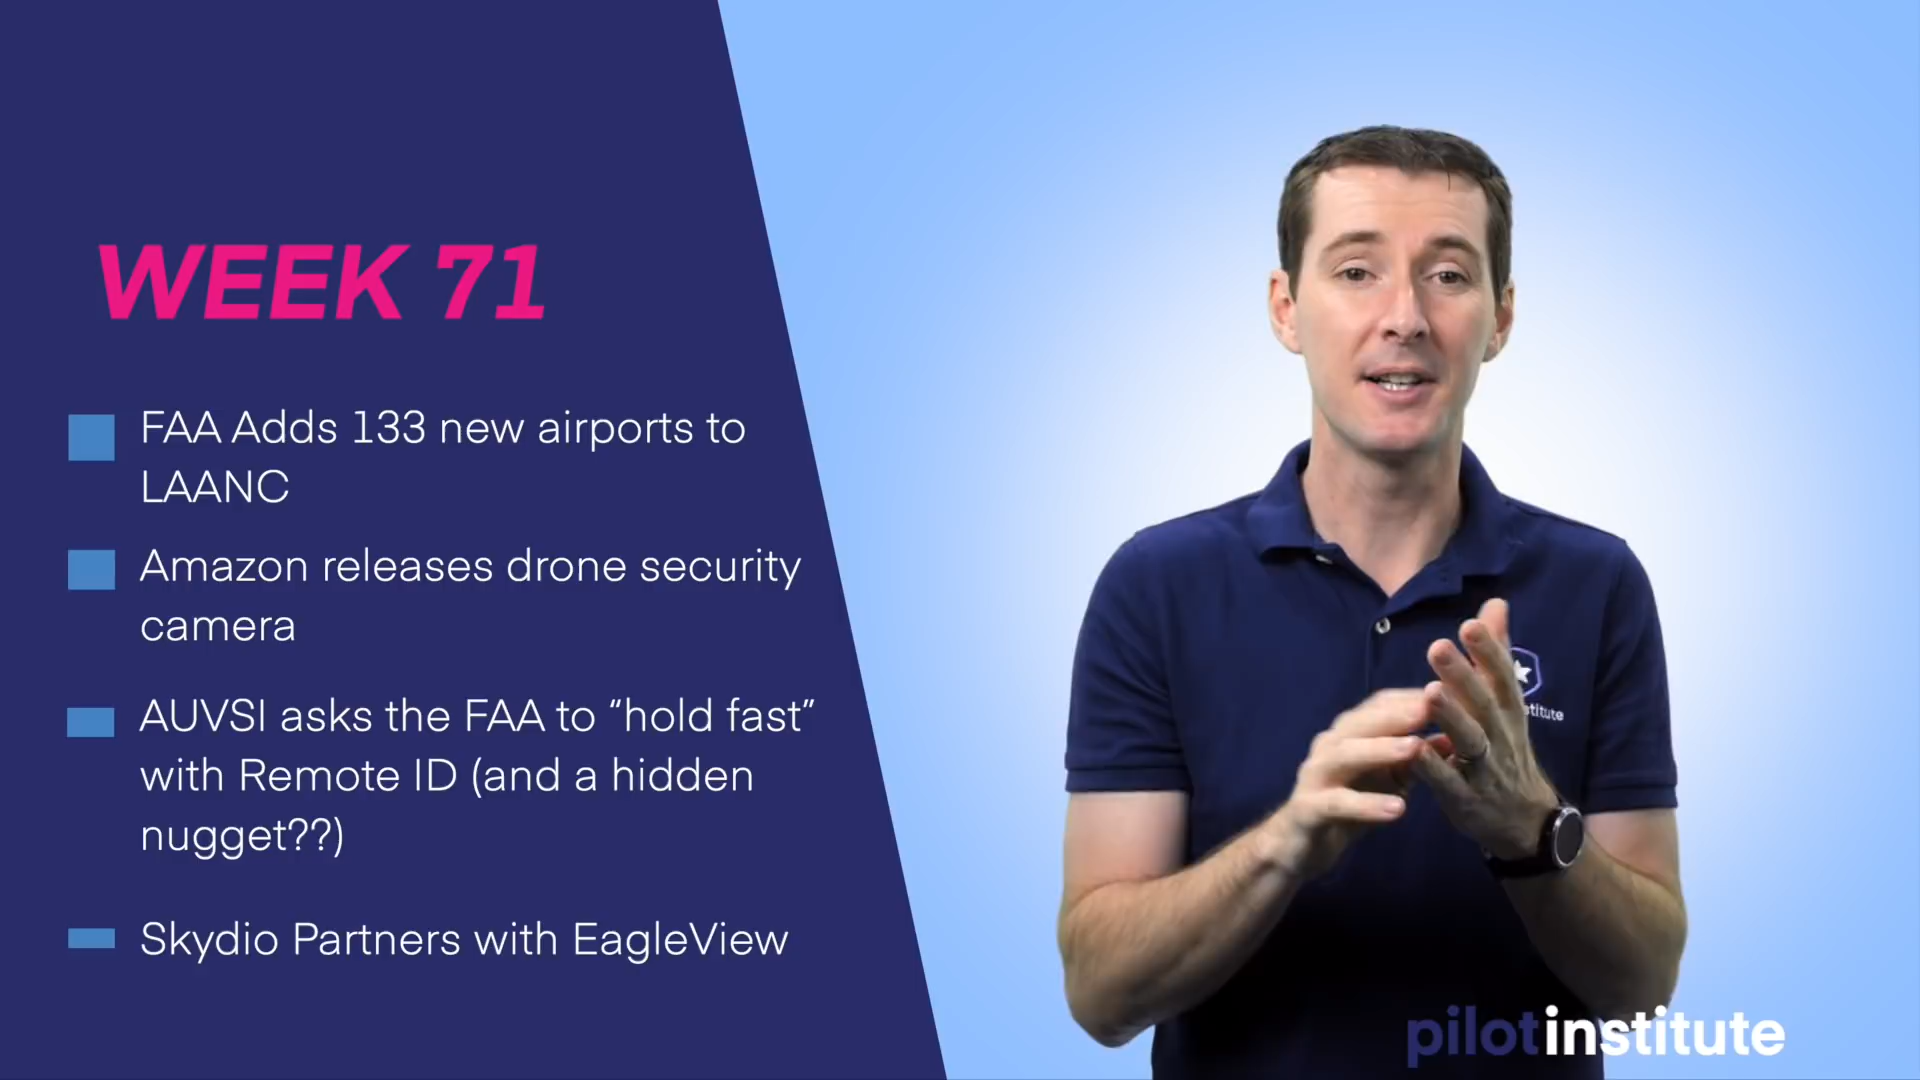 WEEK 71
FAA Adds 133 new airports to
LAANC
Amazon releases drone security
camera
AUVSI asks the FAA to “hold fast”
with Remote ID (and a hidden
nugget??)
Skydio Partners with EagleView
stitute
pilotinstitute